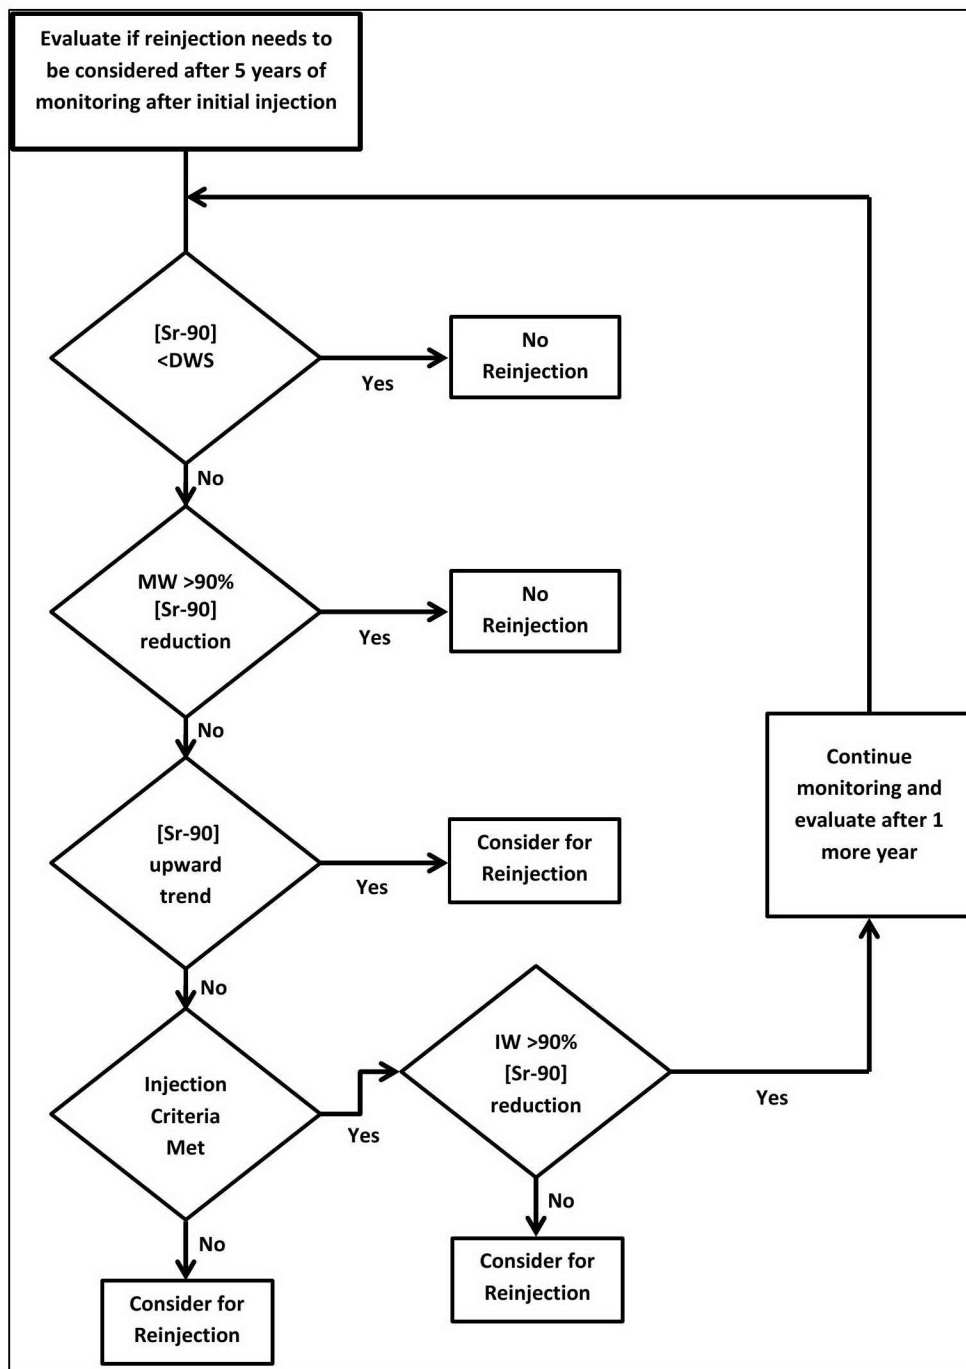 Evaluate if reinjection needs to
be considered after 5 years of
monitoring after initial injection
[Sr-90]
<DWS
Yes
No
Reinjection
No
MW >90%
[Sr-90]
reduction
Yes
No
Reinjection
No
[Sr-90]
upward
trend
Yes
Consider for
Reinjection
No
Injection
Criteria
Met
Yes
IW >90%
[Sr-90]
reduction
Yes
Continue
monitoring and
evaluate after 1
more year
No
Consider for
Reinjection
No
Consider for
Reinjection